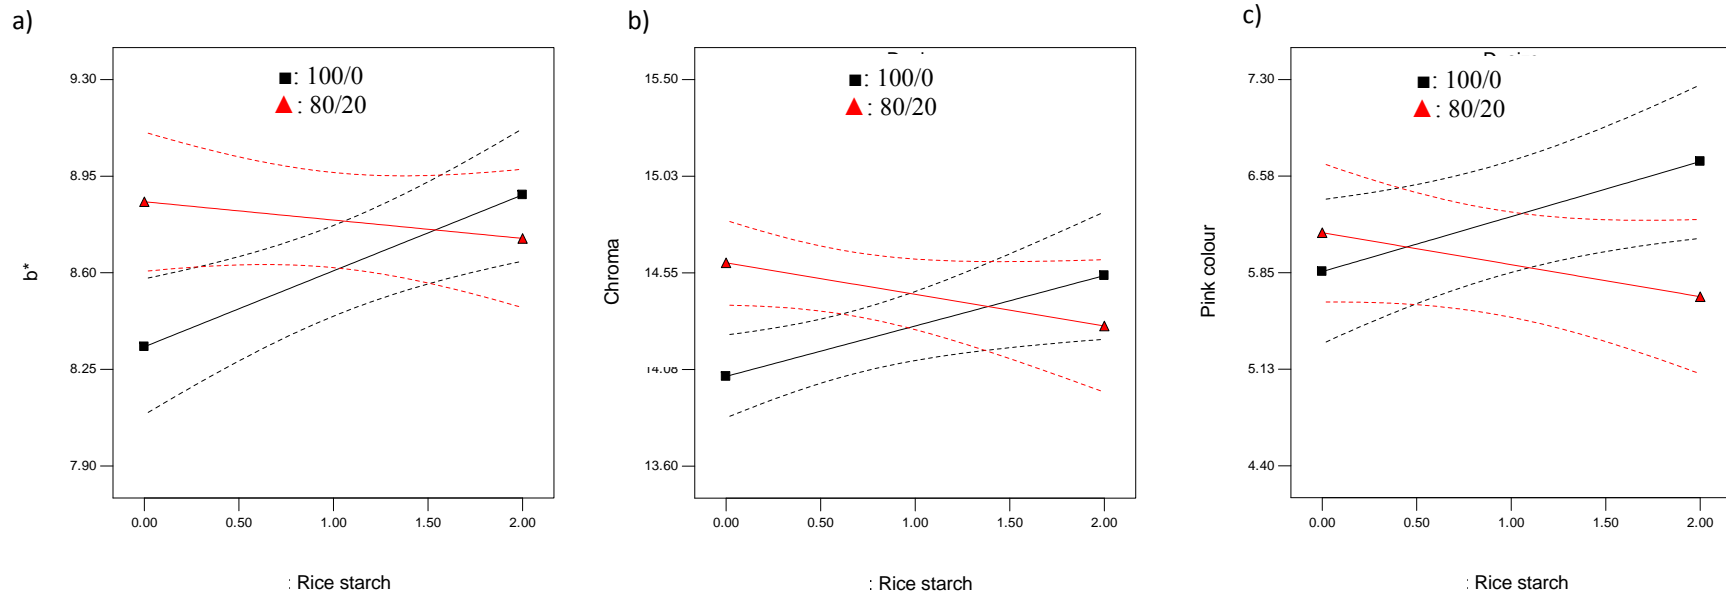 a)
9.30
8.95
8.60
8.25
7.90
b*
■: 100/0
▲: 80/20
0.00 0.50 1.00 1.50 2.00
: Rice starch
b)
15.50
15.03
14.55
14.08
13.60
Chroma
■: 100/0
▲: 80/20
0.00 0.50 1.00 1.50 2.00
: Rice starch
c)
7.30
6.58
5.85
5.13
4.40
Pink colour
■: 100/0
▲: 80/20
0.00 0.50 1.00 1.50 2.00
: Rice starch